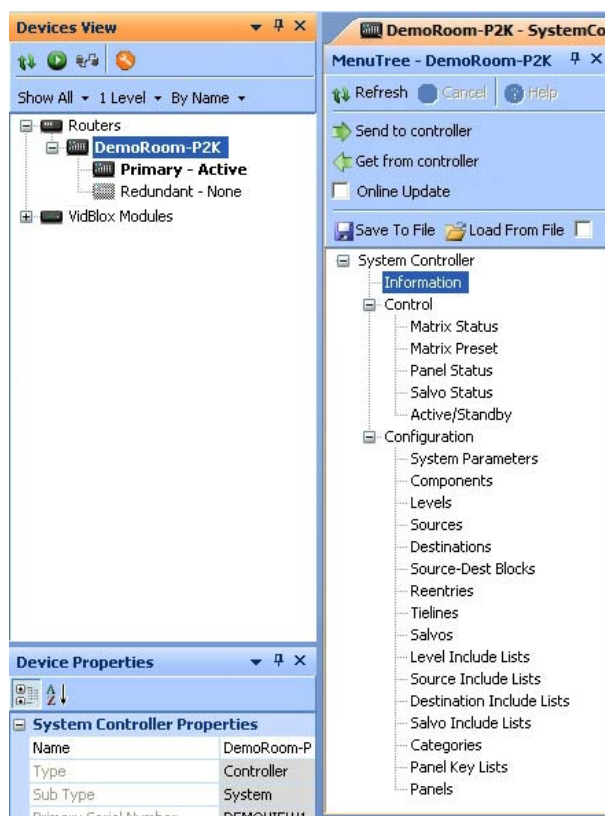 Devices View
Show All 1 Level By Name
Routers
DemoRoom-P2K
Primary - Active
Redundant - None
VidBlox Modules
Device Properties
System Controller Properties
Name DemoRoom-P
Type Controller
Sub Type System
Primary Serial Number DEMOVIEW1
DemoRoom-P2K - SystemCo
MenuTree - DemoRoom-P2K
Refresh Cancel Help
Send to controller
Get from controller
Online Update
Save To File Load From File
System Controller
Information
Control
Matrix Status
Matrix Preset
Panel Status
Salvo Status
Active/Standby
Configuration
System Parameters
Components
Levels
Sources
Destinations
Source-Dest Blocks
Reentries
Tielines
Salvos
Level Include Lists
Source Include Lists
Destination Include Lists
Salvo Include Lists
Categories
Panel Key Lists
Panels